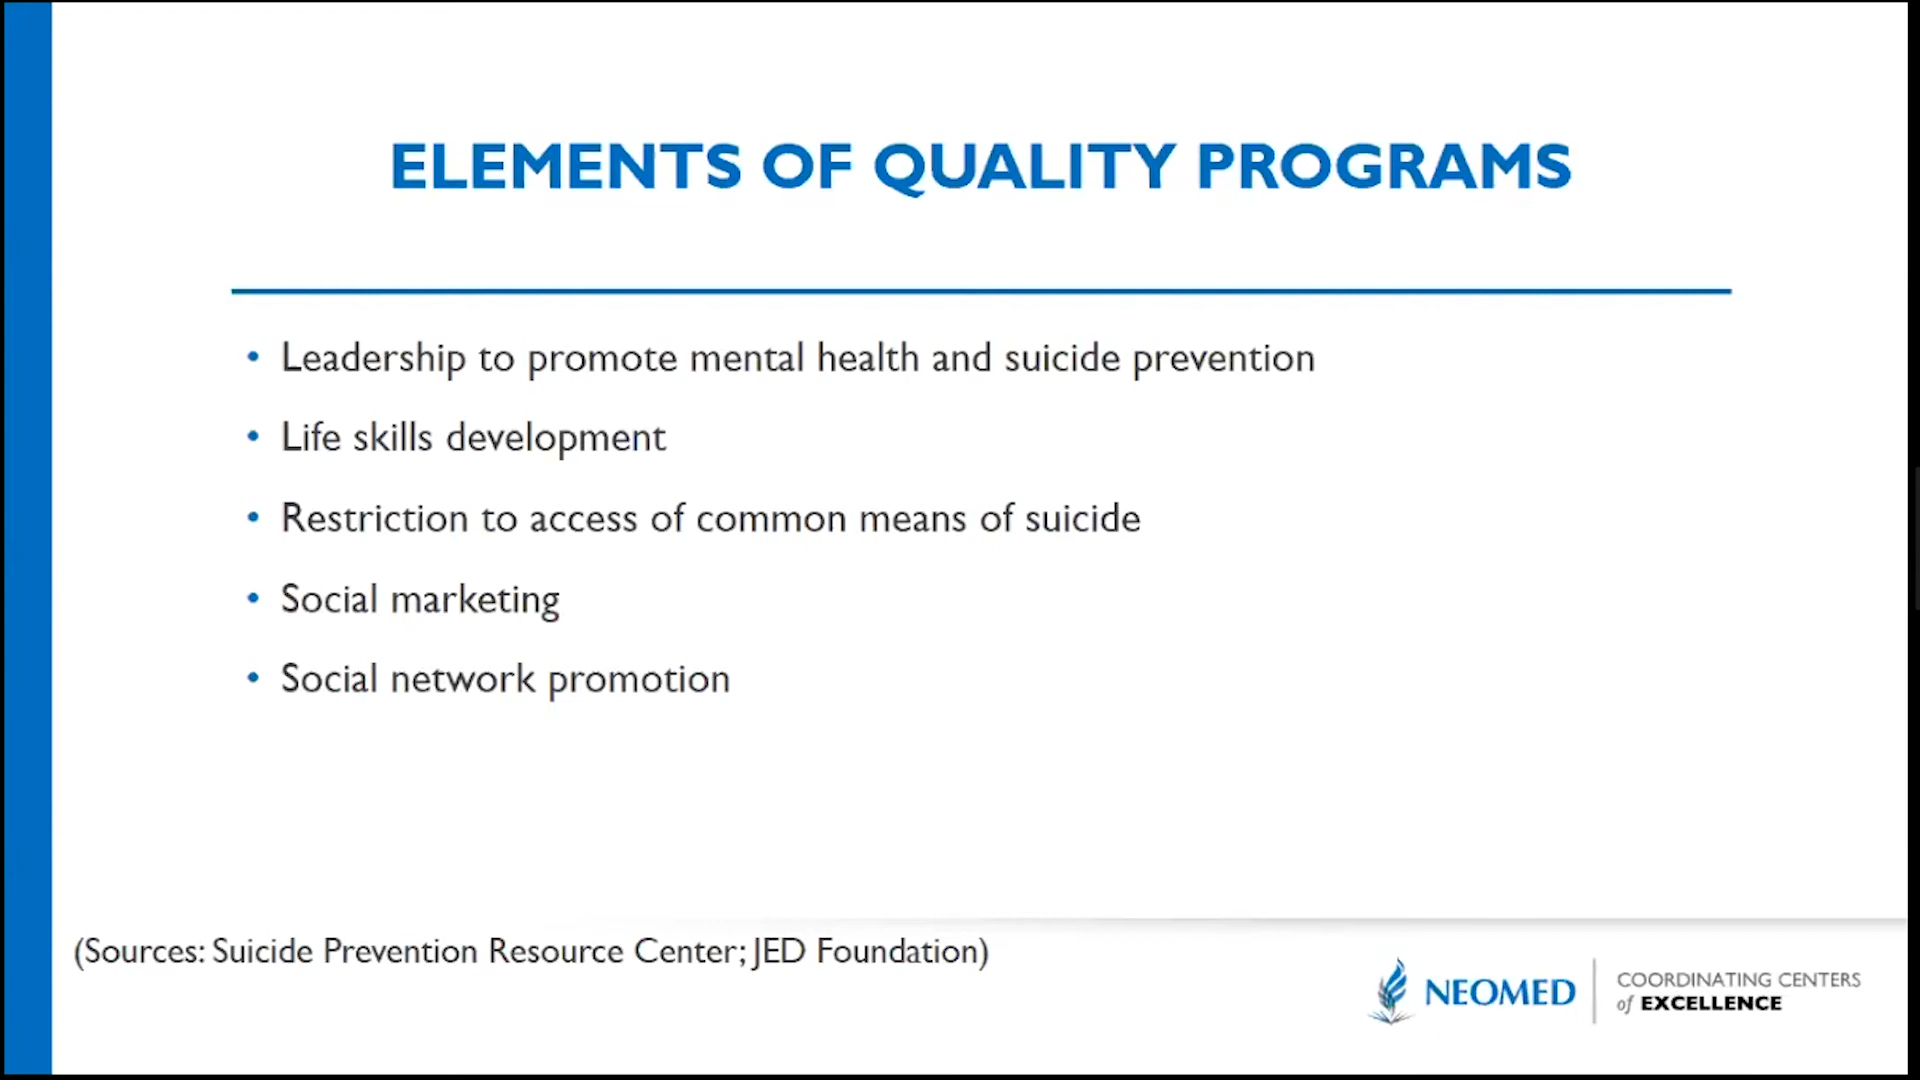 ELEMENTS OF QUALITY PROGRAMS
• Leadership to promote mental health and suicide prevention
• Life skills development
• Restriction to access of common means of suicide
• Social marketing
• Social network promotion
(Sources: Suicide Prevention Resource Center; JED Foundation)
NEOMED
COORDINATING CENTERS
of EXCELLENCE